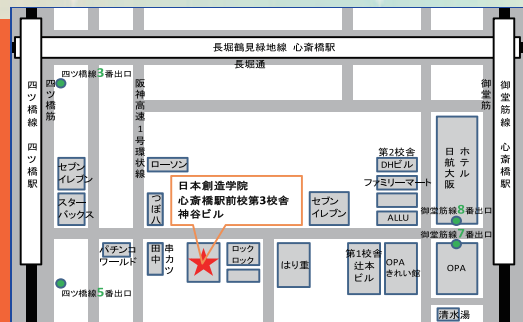 長堀鶴見緑地線 心斎橋駅
長堀通
四ツ橋線 四ツ橋駅
四ツ橋筋
四ツ橋線3番出口
阪神高速1号環状線
御堂筋
御堂筋線 心斎橋駅
セブン
イレブン
スター
バックス
ローソン
つぼ八
日本創造学院
心斎橋駅前校第3校舎
神谷ビル
セブン
イレブン
第2校舎
DHビル
ファミリーマート
ALLU
ホテル
日航大阪
御堂筋線8番出口
御堂筋線7番出口
パチンコ
ワールド
串カツ
田中
ロック
ロック
はり重
第1校舎
辻本
ビル
OPA
きれい館
OPA
四ツ橋線5番出口
清水湯